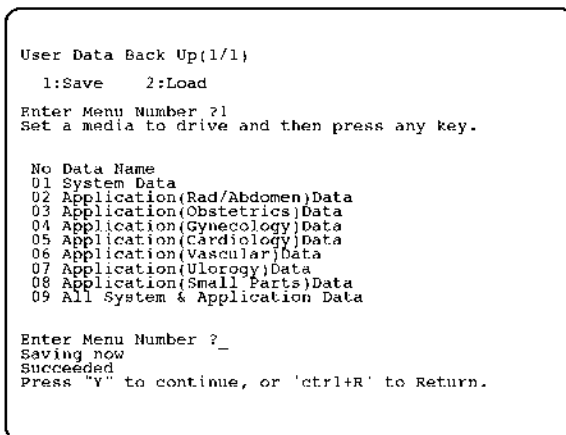 User Data Back Up(1/1)
1:Save 2:Load
Enter Menu Number ?1
Set a media to drive and then press any key.
No Data Name
01 System Data
02 Application(Rad/Abdomen)Data
03 Application(Obstetrics)Data
04 Application(Gynecology)Data
05 Application(Cardiology)Data
06 Application(Vascular)Data
07 Application(Ulorogy)Data
08 Application(Small Parts)Data
09 All System & Application Data
Enter Menu Number ?_
Saving now
Succeeded
Press "Y" to continue, or 'ctrl+R' to Return.